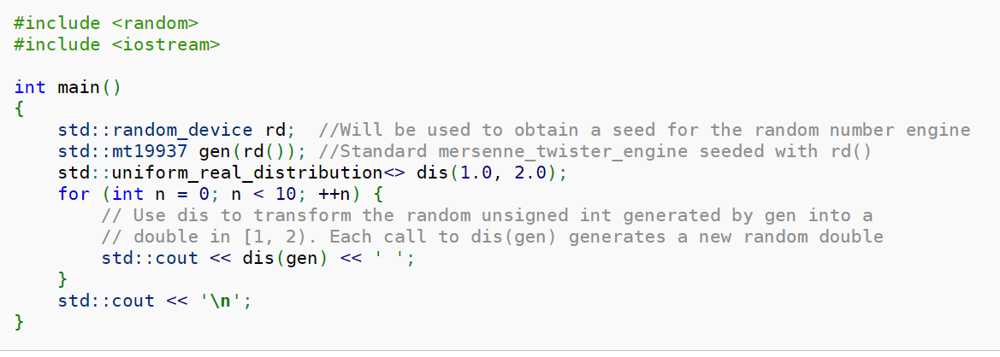 #include <random>
#include <iostream>

int main()
{
    std::random_device rd;  //Will be used to obtain a seed for the random number engine
    std::mt19937 gen(rd()); //Standard mersenne_twister_engine seeded with rd()
    std::uniform_real_distribution<> dis(1.0, 2.0);
    for (int n = 0; n < 10; ++n) {
        // Use dis to transform the random unsigned int generated by gen into a
        // double in [1, 2). Each call to dis(gen) generates a new random double
        std::cout << dis(gen) << ' ';
    }
    std::cout << '\n';
}